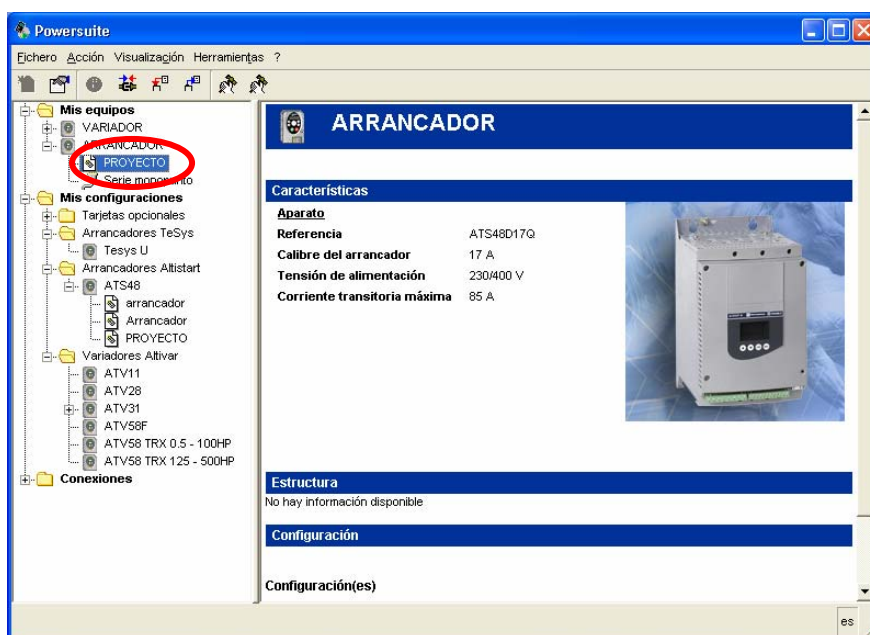 Powersuite
Fichero Acción Visualización Herramientas ?
Mis equipos
VARIADOR
ARRANCADOR
PROYECTO
Serie monopunto
Mis configuraciones
Tarjetas opcionales
Arrancadores TeSys
Tesys U
Arrancadores Altistart
ATS48
arrancador
Arrancador
PROYECTO
Variadores Altivar
ATV11
ATV28
ATV31
ATV58F
ATV58 TRX 0.5 - 100HP
ATV58 TRX 125 - 500HP
Conexiones
ARRANCADOR
Características
Aparato
Referencia ATS48D17Q
Calibre del arrancador 17 A
Tensión de alimentación 230/400 V
Corriente transitoria máxima 85 A
Estructura
No hay información disponible
Configuración
Configuración(es)
es